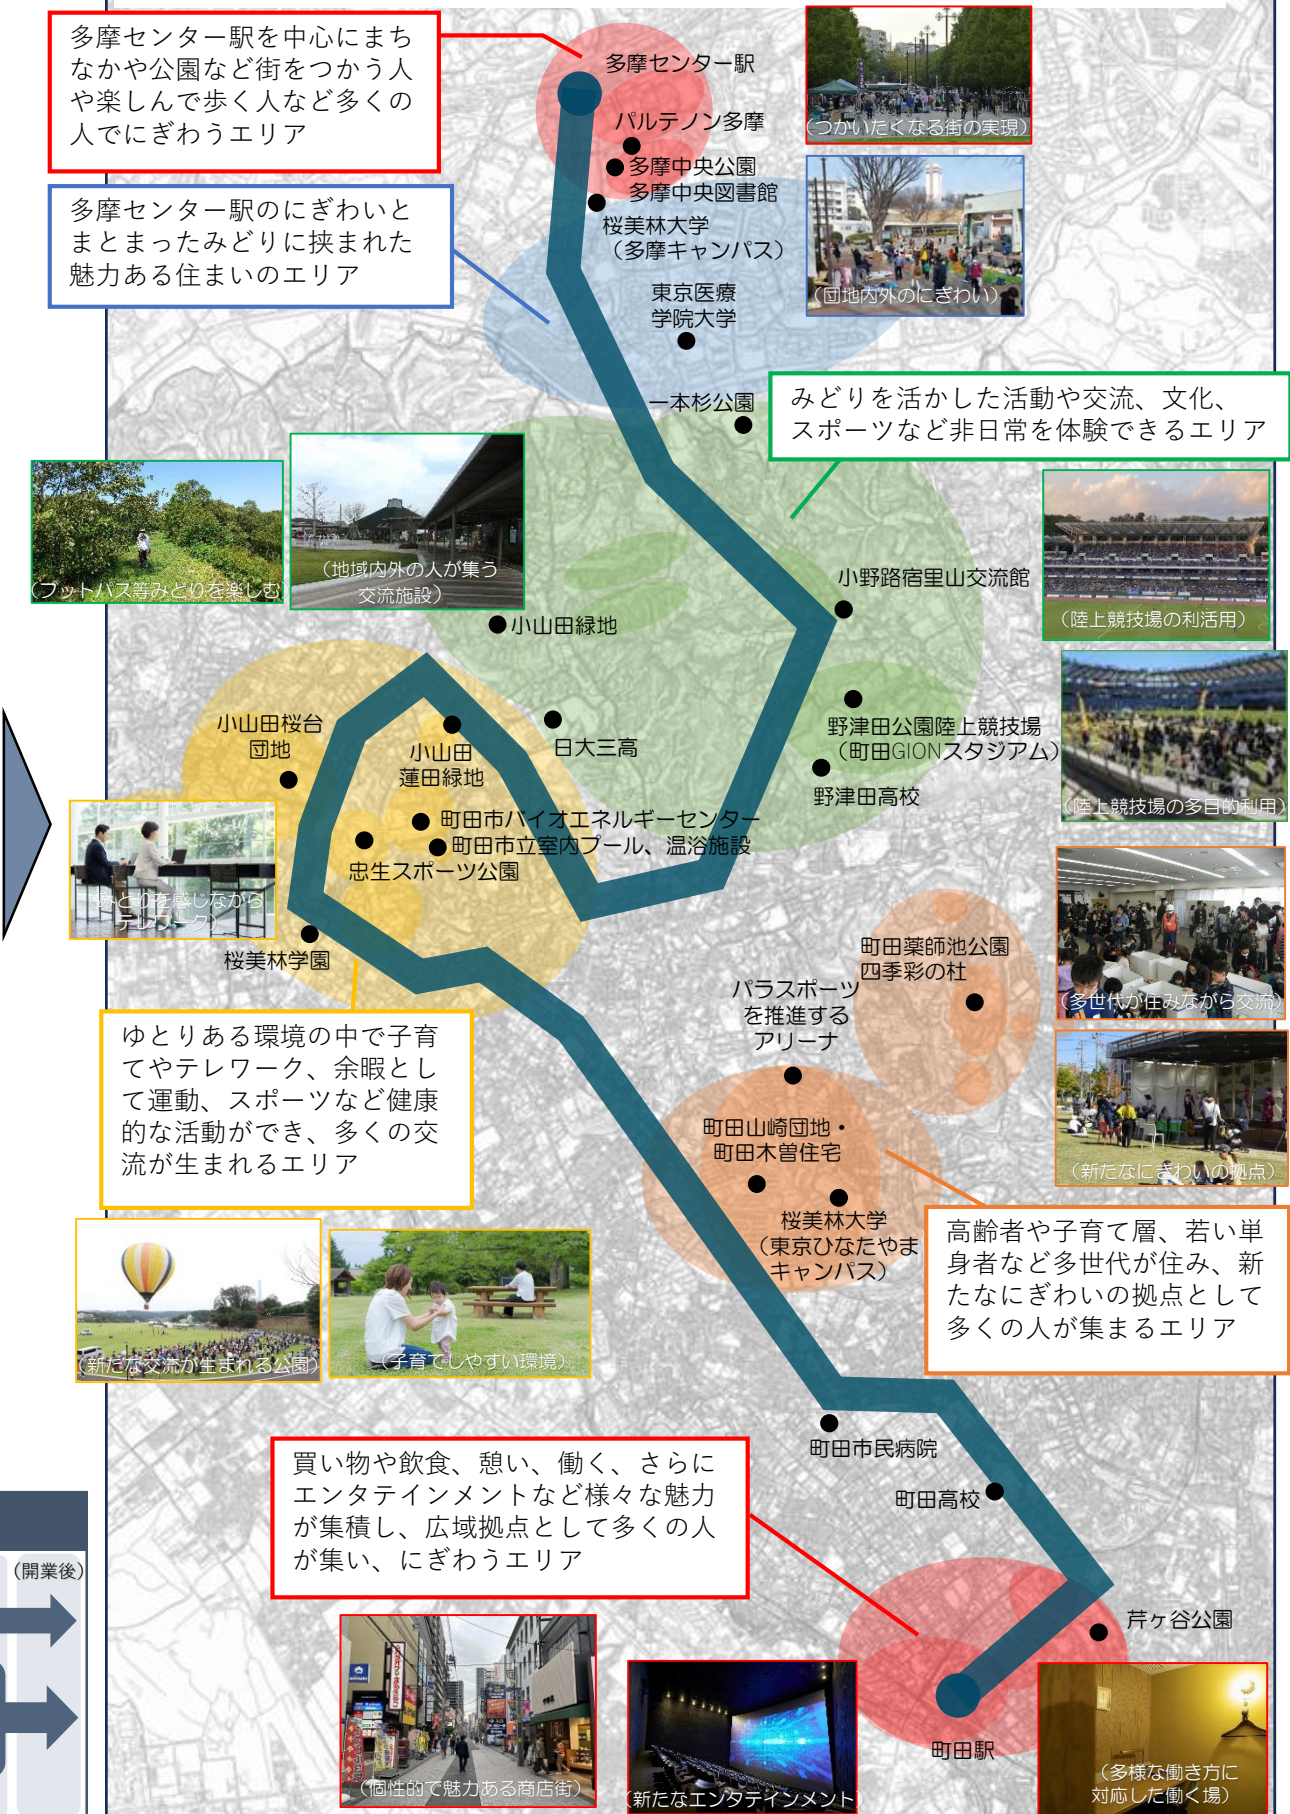 多摩センター駅を中心にまち
なかや公園など街をつかう人
や楽しんで歩く人など多くの
人でにぎわうエリア
多摩センター駅
パルテノン多摩
多摩中央公園
多摩中央図書館
桜美林大学
（多摩キャンパス）
（つかいたくなる街の実現）
多摩センター駅のにぎわいと
まとまったみどりに挟まれた
魅力ある住まいのエリア
東京医療
学院大学
（団地内外のにぎわい）
一本杉公園
みどりを活かした活動や交流、文化、
スポーツなど非日常を体験できるエリア
（フットパス等みどりを楽しむ）
（地域内外の人が集う
交流施設）
小野路宿里山交流館
（陸上競技場の利活用）
小山田緑地
小山田桜台
団地
小山田
蓮田緑地
日大三高
野津田公園陸上競技場
（町田GIONスタジアム）
野津田高校
（陸上競技場の多目的利用）
町田市バイオエネルギーセンター
町田市立室内プール、温浴施設
忠生スポーツ公園
（みどりを感じながら
テレワーク）
桜美林学園
町田薬師池公園
四季彩の杜
（多世代が住みながら交流）
パラスポーツ
を推進する
アリーナ
ゆとりある環境の中で子育
てやテレワーク、余暇とし
て運動、スポーツなど健康
的な活動ができ、多くの交
流が生まれるエリア
町田山崎団地・
町田木曽住宅
桜美林大学
（東京ひなたやま
キャンパス）
（新たなにぎわいの拠点）
高齢者や子育て層、若い単
身者など多世代が住み、新
たなにぎわいの拠点として
多くの人が集まるエリア
（新たな交流が生まれる公園）
（子育てしやすい環境）
町田市民病院
町田高校
買い物や飲食、憩い、働く、さらに
エンタテインメントなど様々な魅力
が集積し、広域拠点として多くの人
が集い、にぎわうエリア
（開業後）
芹ヶ谷公園
町田駅
（個性的で魅力ある商店街）
（新たなエンタテインメント）
（多様な働き方に
対応した働く場）